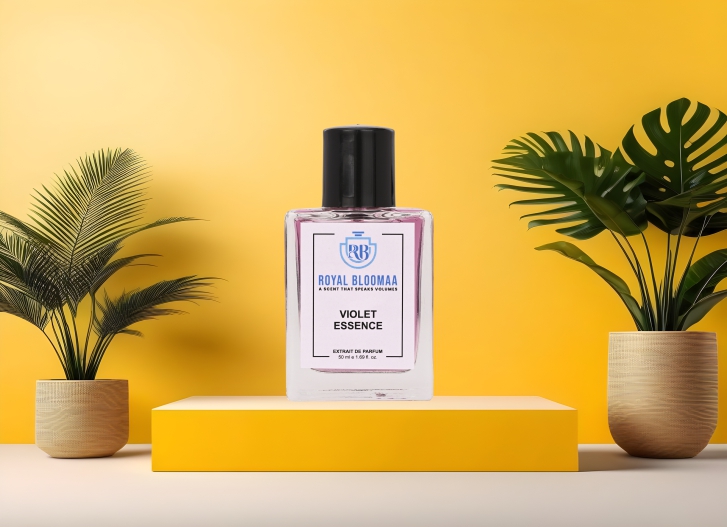 RB
ROYAL BLOOMAA
A SCENT THAT SPEAKS VOLUMES
VIOLET
ESSENCE
EXTRAIT DE PARFUM
50 ml e 1.69 fl. oz.